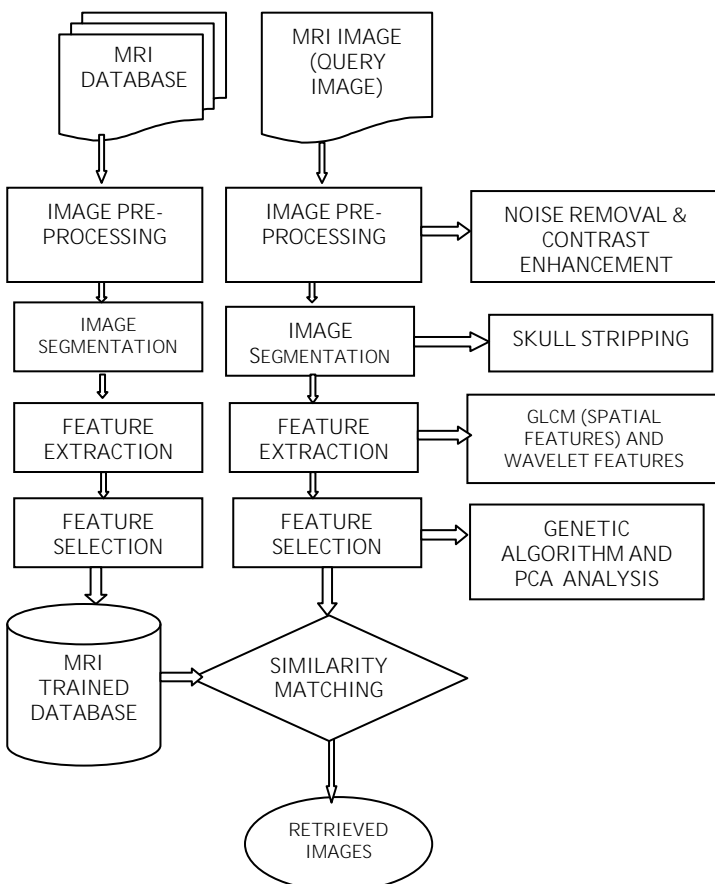 MRI
DATABASE
MRI IMAGE
(QUERY
IMAGE)
IMAGE PRE-
PROCESSING
IMAGE PRE-
PROCESSING
NOISE REMOVAL &
CONTRAST
ENHANCEMENT
IMAGE
SEGMENTATION
IMAGE
SEGMENTATION
SKULL STRIPPING
FEATURE
EXTRACTION
FEATURE
EXTRACTION
GLCM (SPATIAL
FEATURES) AND
WAVELET FEATURES
FEATURE
SELECTION
FEATURE
SELECTION
GENETIC
ALGORITHM AND
PCA ANALYSIS
MRI
TRAINED
DATABASE
SIMILARITY
MATCHING
RETRIEVED
IMAGES